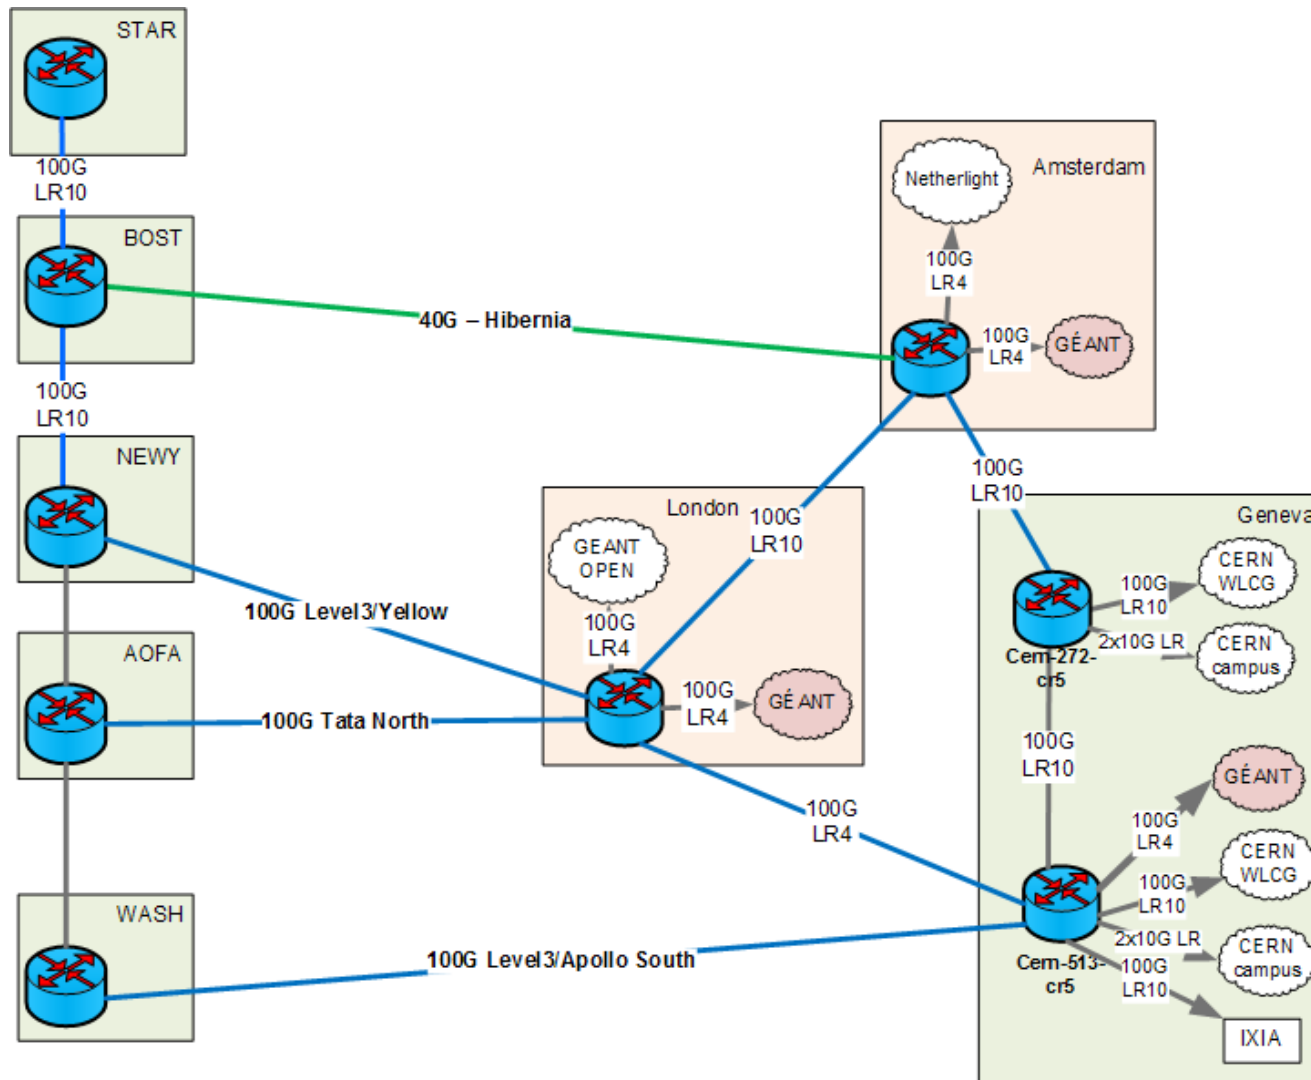 STAR
100G
LR10
BOST
40G – Hibernia
100G
LR10
NEWY
100G Level3/Yellow
AOFA
100G Tata North
WASH
100G Level3/Apollo South
Amsterdam
Netherlight
100G
LR4
100G
LR4
GÉANT
100G
LR10
London
GEANT
OPEN
100G
LR4
100G
LR4
GÉANT
100G
LR10
100G
LR4
Geneva
CERN
WLCG
100G
LR10
2x10G LR
CERN
campus
Cern-272-
cr5
100G
LR10
GÉANT
100G
LR4
CERN
WLCG
100G
LR10
2x10G LR
CERN
campus
Cern-513-
cr5
100G
LR10
IXIA